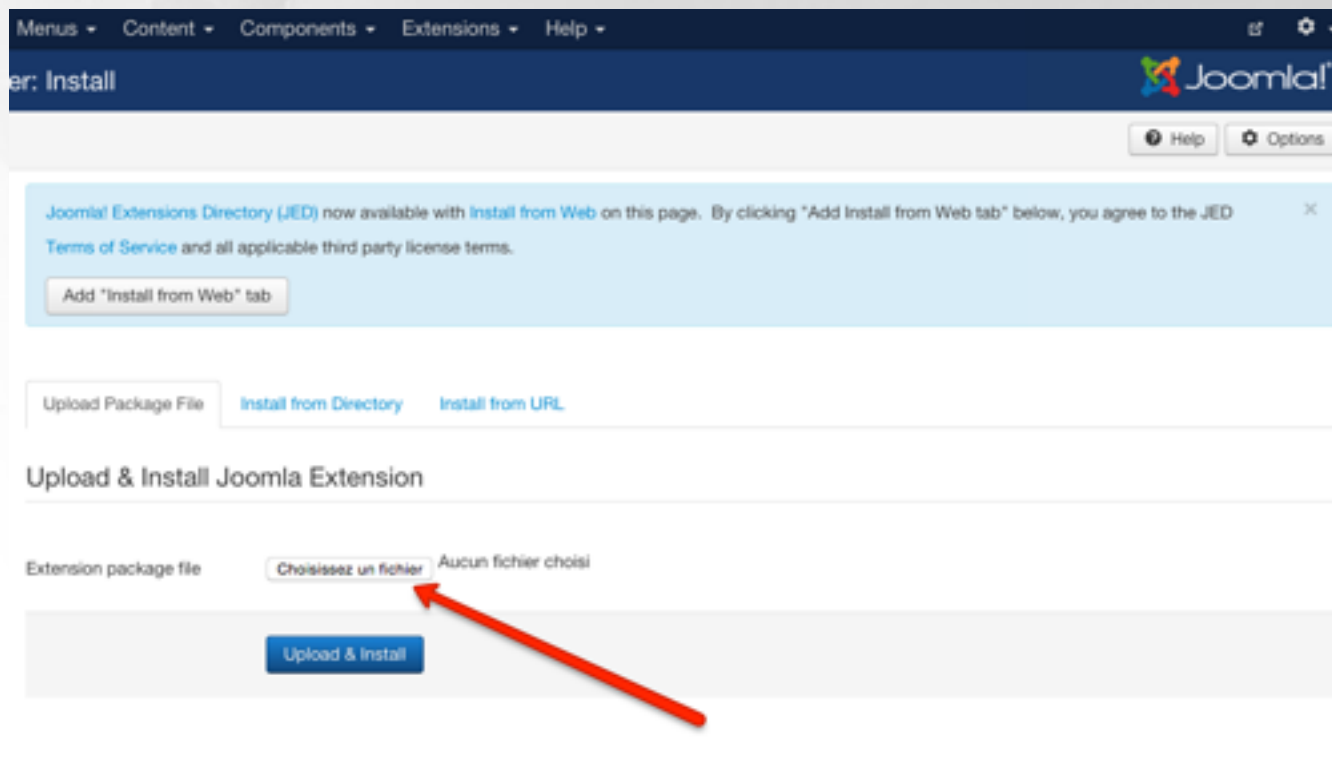 Menus Content Components Extensions Help
er: Install
Joomla!
Help Options
Joomla! Extensions Directory (JED) now available with Install from Web on this page. By clicking "Add Install from Web tab" below, you agree to the JED
Terms of Service and all applicable third party license terms.
Add "Install from Web" tab
Upload Package File Install from Directory Install from URL
Upload & Install Joomla Extension
Extension package file Choisissez un fichier Aucun fichier choisi
Upload & Install